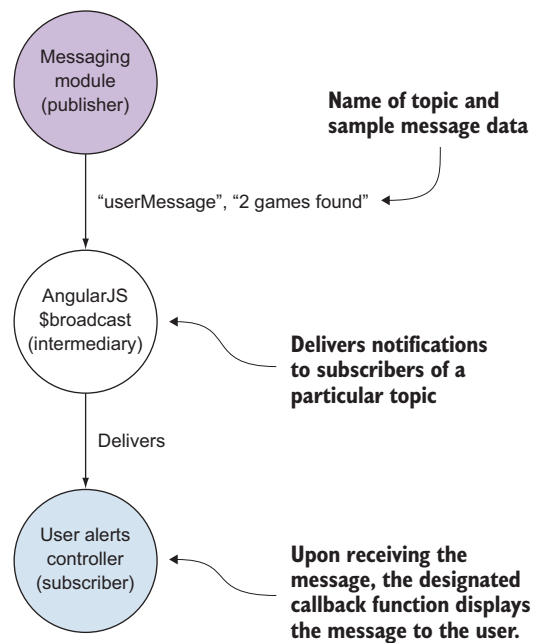 Messaging
module
(publisher)
Name of topic and
sample message data
“userMessage”, “2 games found”
AngularJS
$broadcast
(intermediary)
Delivers notifications
to subscribers of a
particular topic
Delivers
User alerts
controller
(subscriber)
Upon receiving the
message, the designated
callback function displays
the message to the user.